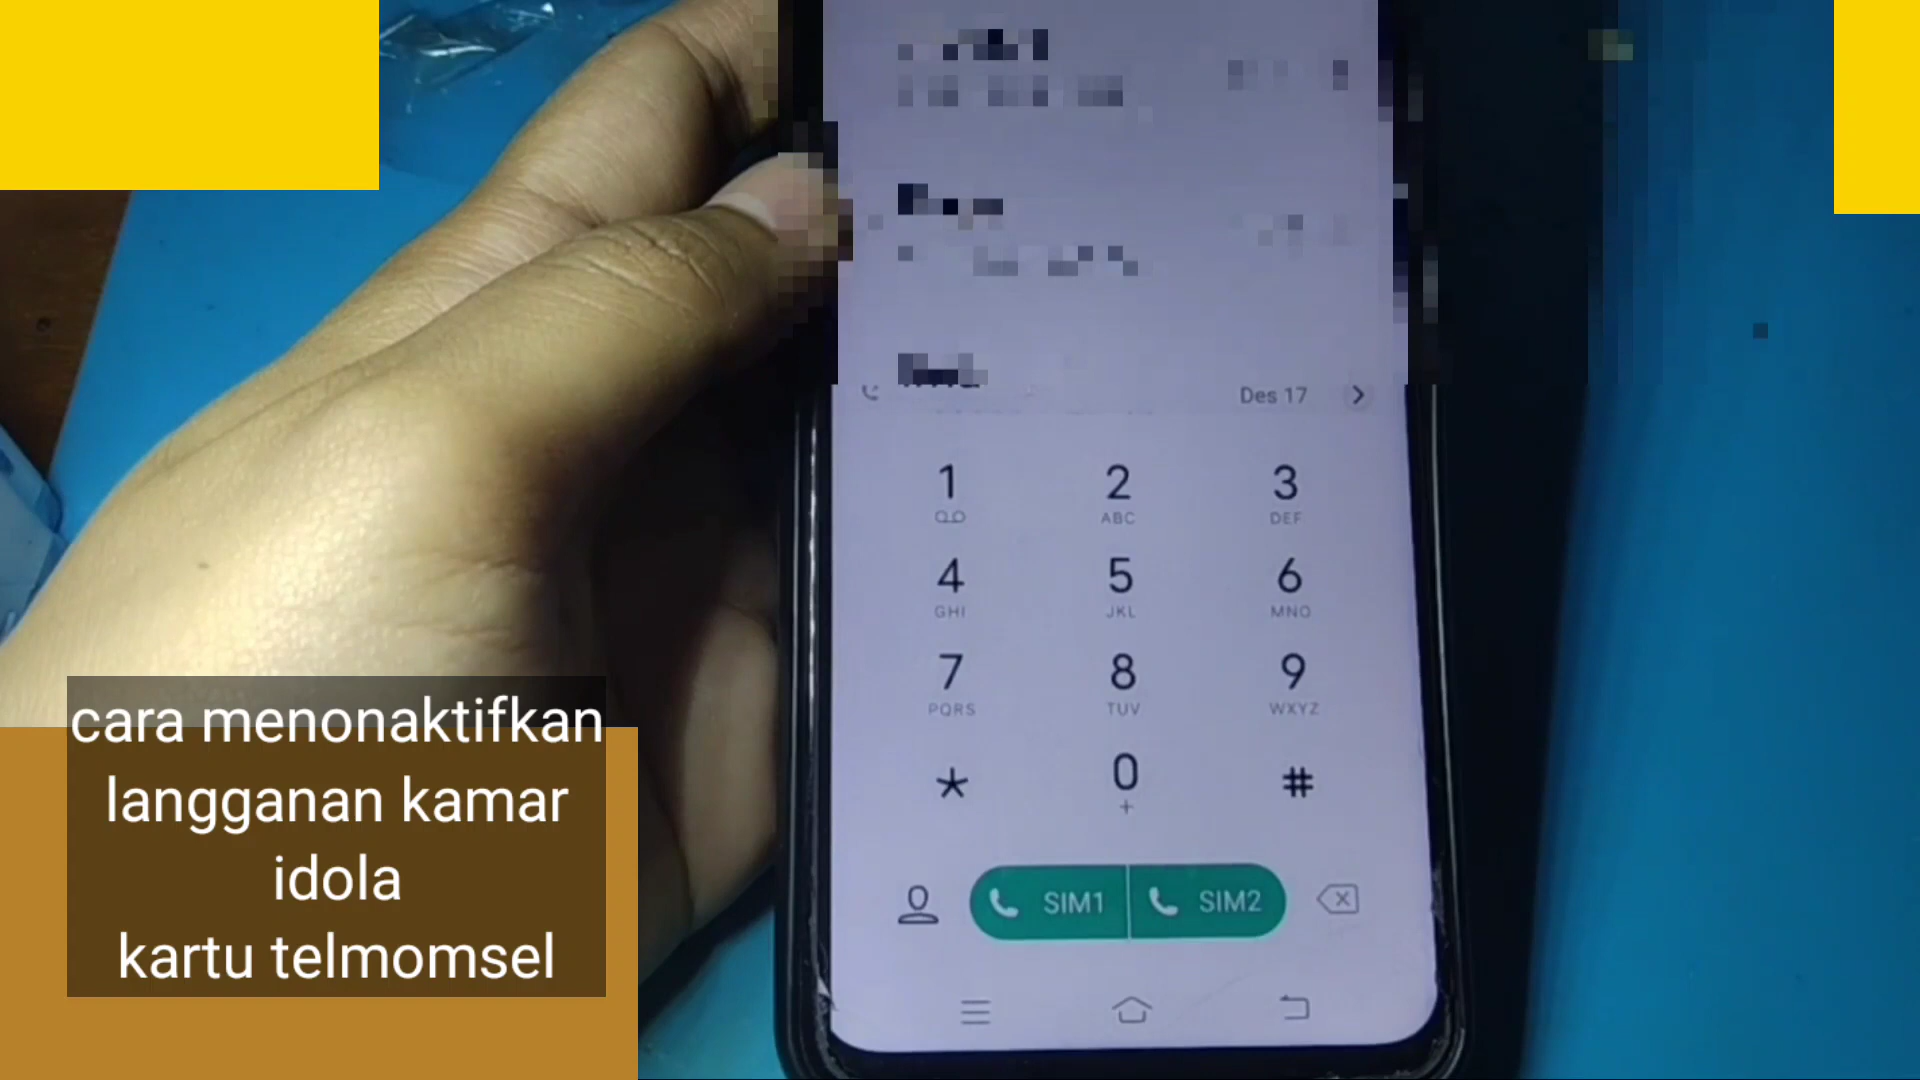 Des 17
1
2
ABC
3
DEF
4
GHI
5
JKL
6
MNO
7
PQRS
8
TUV
9
WXYZ
*
0
+
#
SIM1
SIM2
cara menonaktifkan
langganan kamar
idola
kartu telmomsel